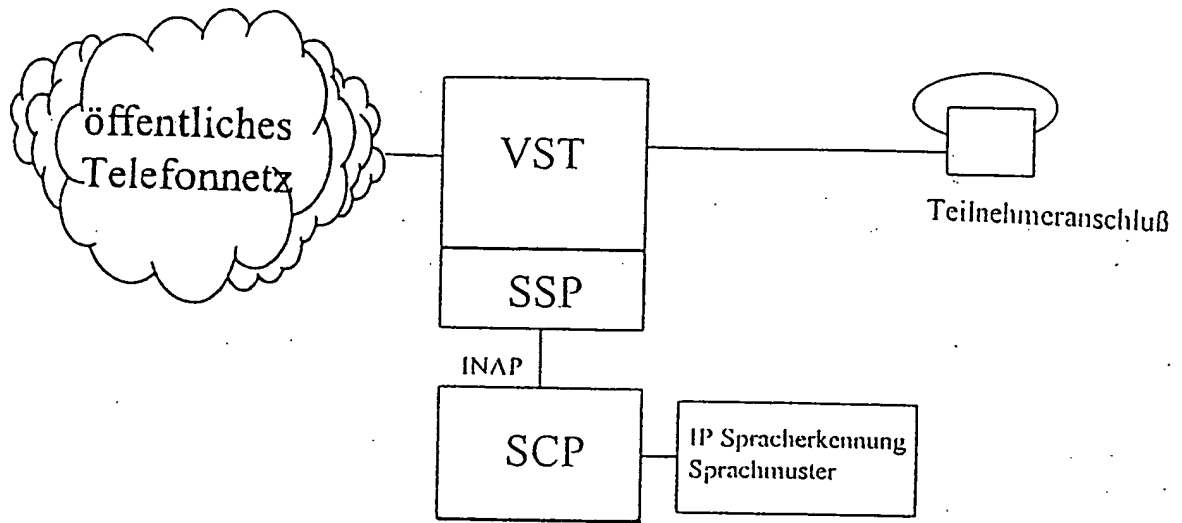 öffentliches
Telefonnetz
VST
Teilnehmeranschluß
SSP
INAP
SCP
IP Spracherkennung
Sprachmuster